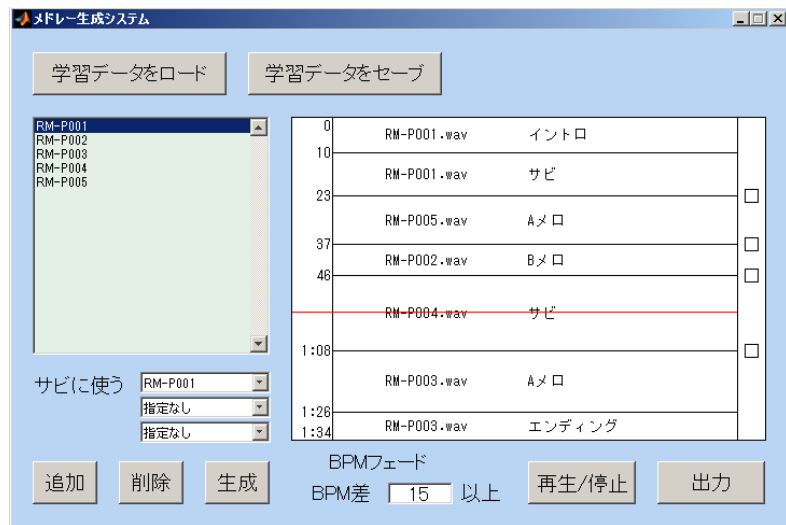 メドレー生成システム
学習データをロード
学習データをセーブ
RM-P001
RM-P002
RM-P003
RM-P004
RM-P005
サビに使う
RM-P001
指定なし
指定なし
追加
削除
生成
0
RM-P001.wav イントロ
10
RM-P001.wav サビ
23
RM-P005.wav Aメロ
37
RM-P002.wav Bメロ
46
RM-P004.wav サビ
1:08
RM-P003.wav Aメロ
1:26
RM-P003.wav エンディング
1:34
BPMフェード
BPM差 15 以上
再生/停止
出力